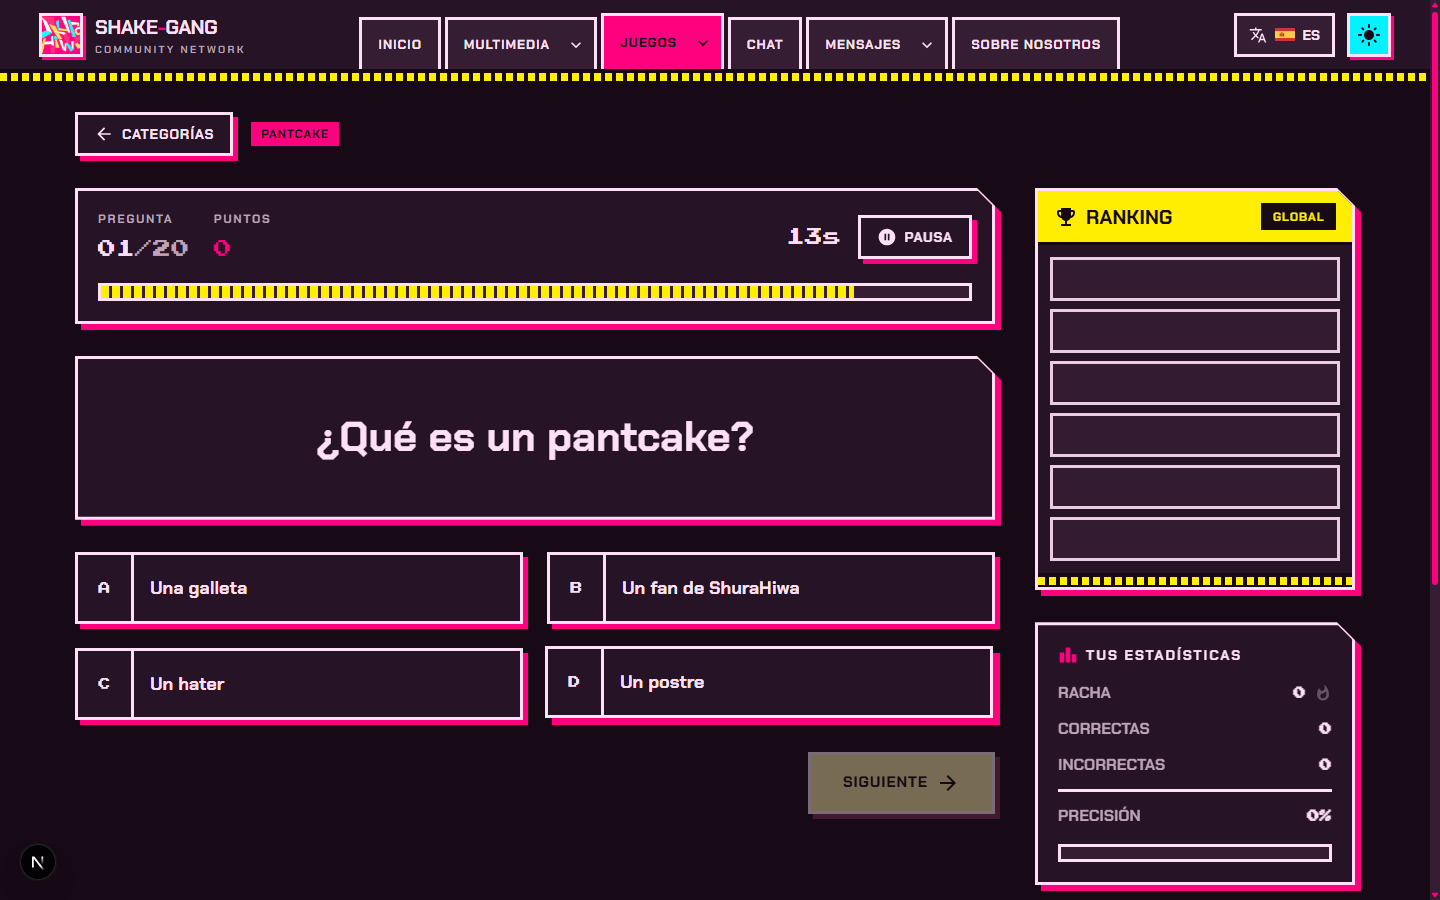 SHAKE-GANG
COMMUNITY NETWORK
INICIO
MULTIMEDIA
JUEGOS
CHAT
MENSAJES
SOBRE NOSOTROS
ES
CATEGORÍAS
PANTCAKE
PREGUNTA
01/20
PUNTOS
0
13s
PAUSA
¿Qué es un pantcake?
A
Una galleta
B
Un fan de ShuraHiwa
C
Un hater
D
Un postre
SIGUIENTE
RANKING
GLOBAL
TUS ESTADÍSTICAS
RACHA 0
CORRECTAS 0
INCORRECTAS 0
PRECISIÓN 0%
N